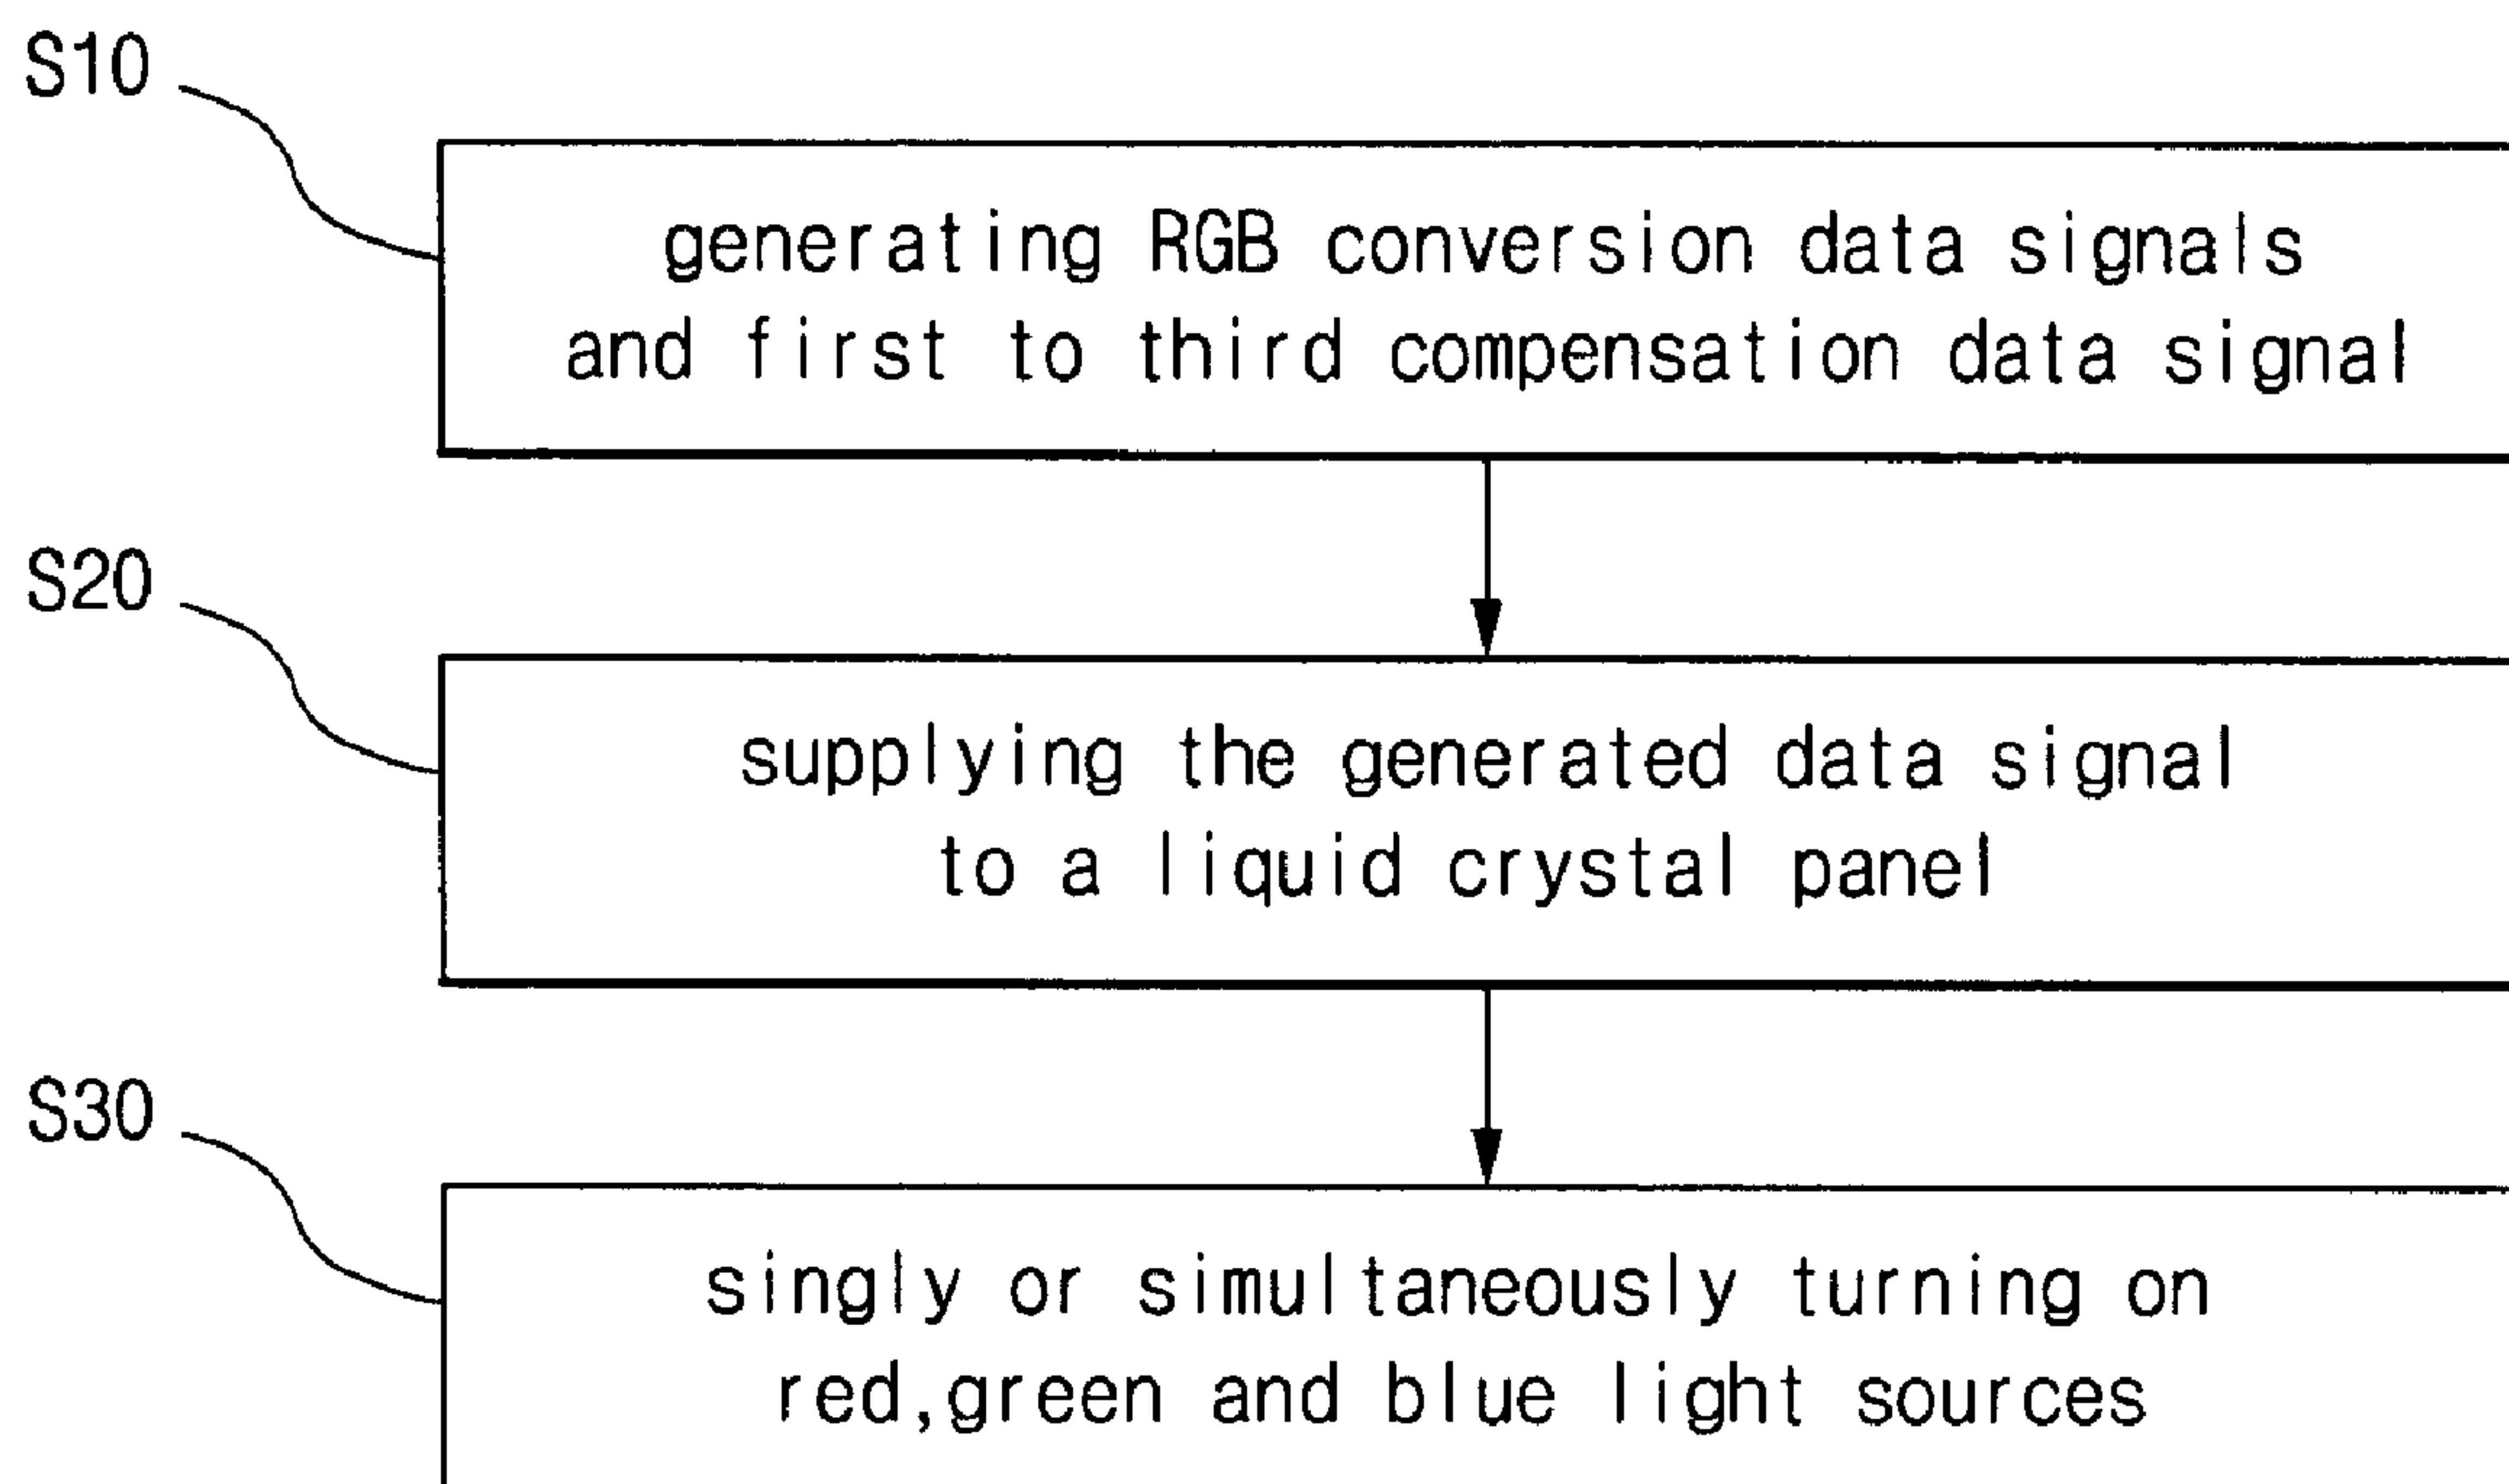 S10
generating RGB conversion data signals
and first to third compensation data signal
S20
supplying the generated data signal
to a liquid crystal panel
S30
singly or simultaneously turning on
red,green and blue light sources